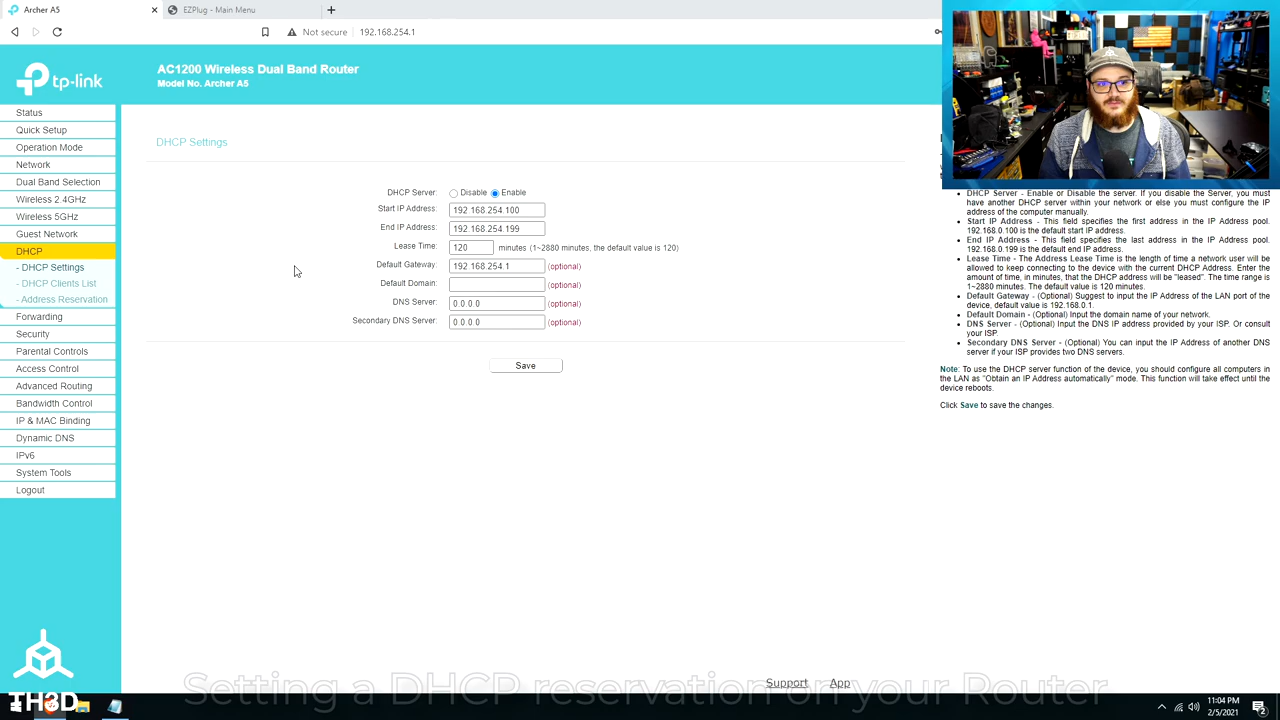 Archer A5
EZPlug - Main Menu
Not secure
192.168.254.1
tp-link
AC1200 Wireless Dual Band Router
Model No. Archer A5
Status
Quick Setup
Operation Mode
Network
Dual Band Selection
Wireless 2.4GHz
Wireless 5GHz
Guest Network
DHCP
- DHCP Settings
- DHCP Clients List
- Address Reservation
Forwarding
Security
Parental Controls
Access Control
Advanced Routing
Bandwidth Control
IP & MAC Binding
Dynamic DNS
IPv6
System Tools
Logout
DHCP Settings
DHCP Server: Disable Enable
Start IP Address: 192.168.254.100
End IP Address: 192.168.254.199
Lease Time: 120 minutes (1~2880 minutes, the default value is 120)
Default Gateway: 192.168.254.1 (optional)
Default Domain: (optional)
DNS Server: 0.0.0.0 (optional)
Secondary DNS Server: 0.0.0.0 (optional)
Save
DHCP Server - Enable or Disable the server. If you disable the Server, you must
have another DHCP server within your network or else you must configure the IP
address of the computer manually.
Start IP Address - This field specifies the first address in the IP Address pool.
192.168.0.100 is the default start IP address.
End IP Address - This field specifies the last address in the IP Address pool.
192.168.0.199 is the default end IP address.
Lease Time - The Address Lease Time is the length of time a network user will be
allowed to keep connecting to the device with the current DHCP Address. Enter the
amount of time, in minutes, that the DHCP address will be "leased". The time range is
1~2880 minutes. The default value is 120 minutes.
Default Gateway - (Optional) Suggest to input the IP Address of the LAN port of the
device, default value is 192.168.0.1.
Default Domain - (Optional) Input the domain name of your network.
DNS Server - (Optional) Input the DNS IP address provided by your ISP. Or consult
your ISP.
Secondary DNS Server - (Optional) You can input the IP Address of another DNS
server if your ISP provides two DNS servers.
Note: To use the DHCP server function of the device, you should configure all computers in
the LAN as "Obtain an IP Address automatically" mode. This function will take effect until the
device reboots.
Click Save to save the changes.
Support App
Setting a DHCP reservation on your Router
TH3D
11:04 PM
2/5/2021
2